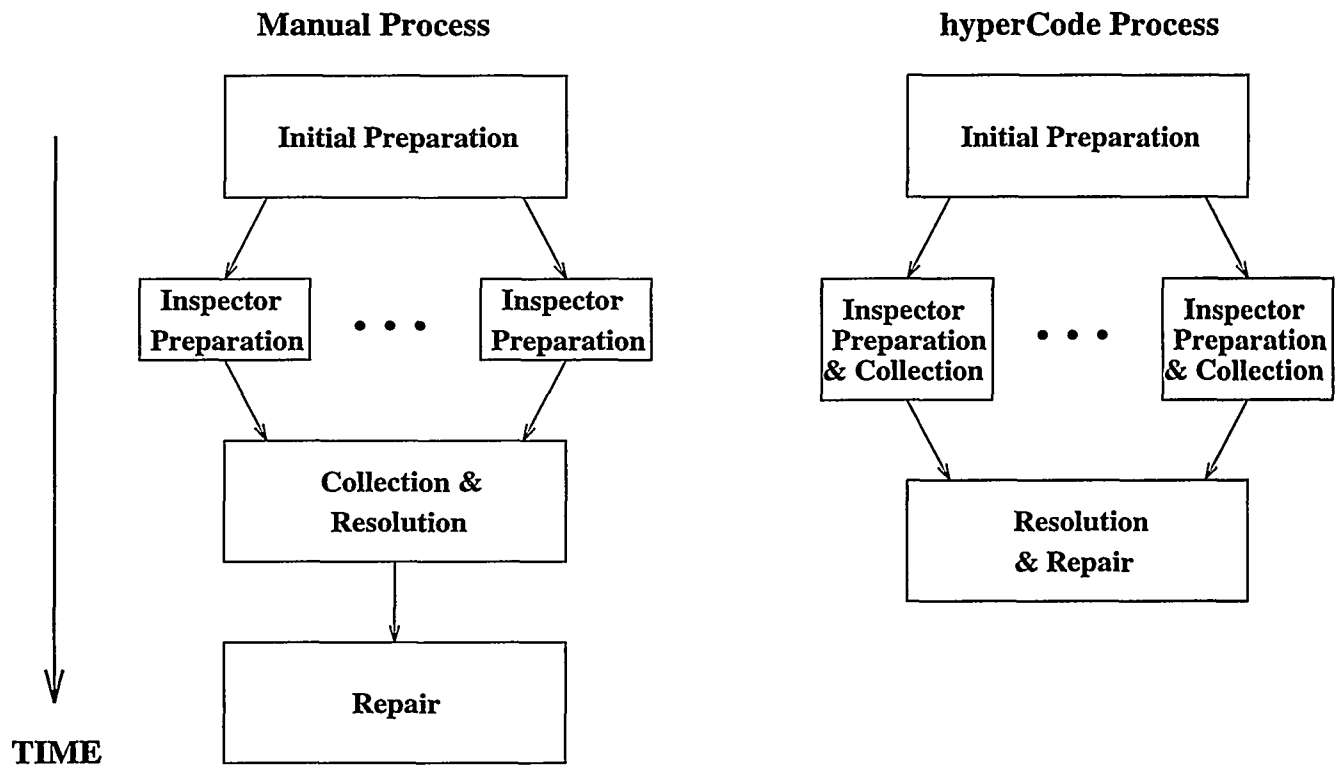 Manual Process
Initial Preparation
Inspector
Preparation
• • •
Inspector
Preparation
Collection &
Resolution
Repair
TIME
hyperCode Process
Initial Preparation
Inspector
Preparation
& Collection
• • •
Inspector
Preparation
& Collection
Resolution
& Repair